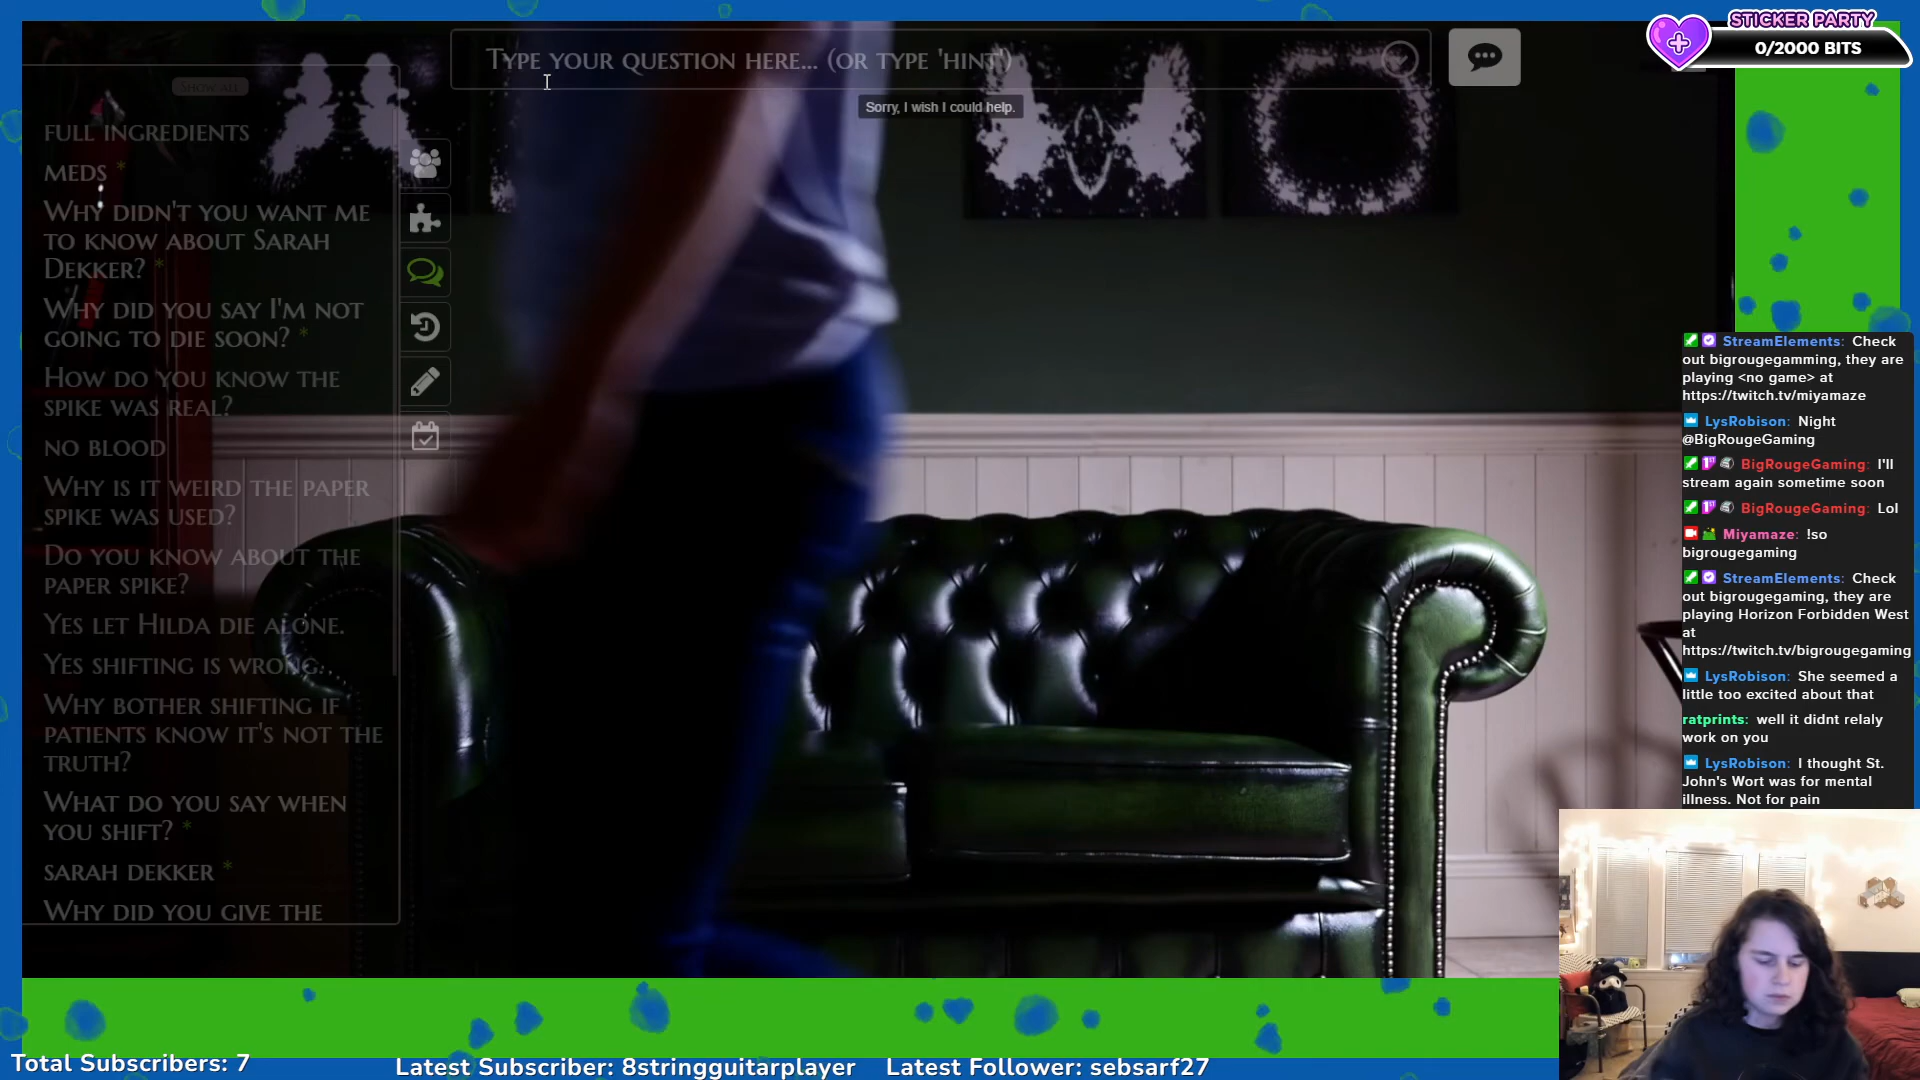 STICKER PARTY
0/2000 BITS
Type your question here... (or type 'hint')
Sorry, I wish I could help.
Show all
full ingredients
meds *
Why didn't you want me
to know about Sarah
Dekker? *
Why did you say I'm not
going to die soon? *
How do you know the
spike was real?
no blood
Why is it weird the paper
spike was used?
Do you know about the
paper spike?
Yes let Hilda die alone.
Yes shifting is wrong.
Why bother shifting if
patients know it's not the
truth?
What do you say when
you shift? *
sarah dekker *
Why did you give the
StreamElements: Check
out bigrougegamming, they are
playing <no game> at
https://twitch.tv/miyamaze
LysRobison: Night
@BigRougeGaming
BigRougeGaming: I'll
stream again sometime soon
BigRougeGaming: Lol
Miyamaze: !so
bigrougegaming
StreamElements: Check
out bigrougegaming, they are
playing Horizon Forbidden West
at
https://twitch.tv/bigrougegaming
LysRobison: She seemed a
little too excited about that
ratprints: well it didnt relaly
work on you
LysRobison: I thought St.
John's Wort was for mental
illness. Not for pain
Total Subscribers: 7
Latest Subscriber: 8stringguitarplayer
Latest Follower: sebsarf27